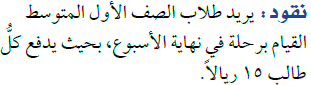 نقود: يريد طلاب الصف الأول المتوسط
القيام برحلة في نهاية الأسبوع، بحيث يدفع كلُّ
طالب ١٥ ريالاً.